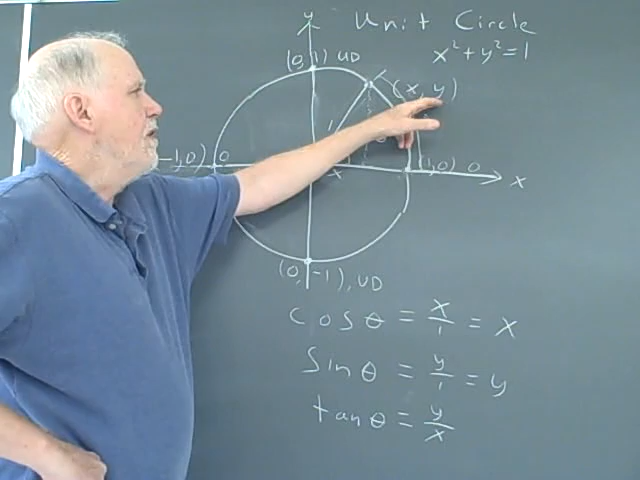 y
Unit Circle
x² + y² = 1
(0, 1) UD
(x, y)
1
-1,0) 0
x
1,0) 0
x
(0, -1), UD
cos θ = x/1 = x
sin θ = y/1 = y
tan θ = y/x